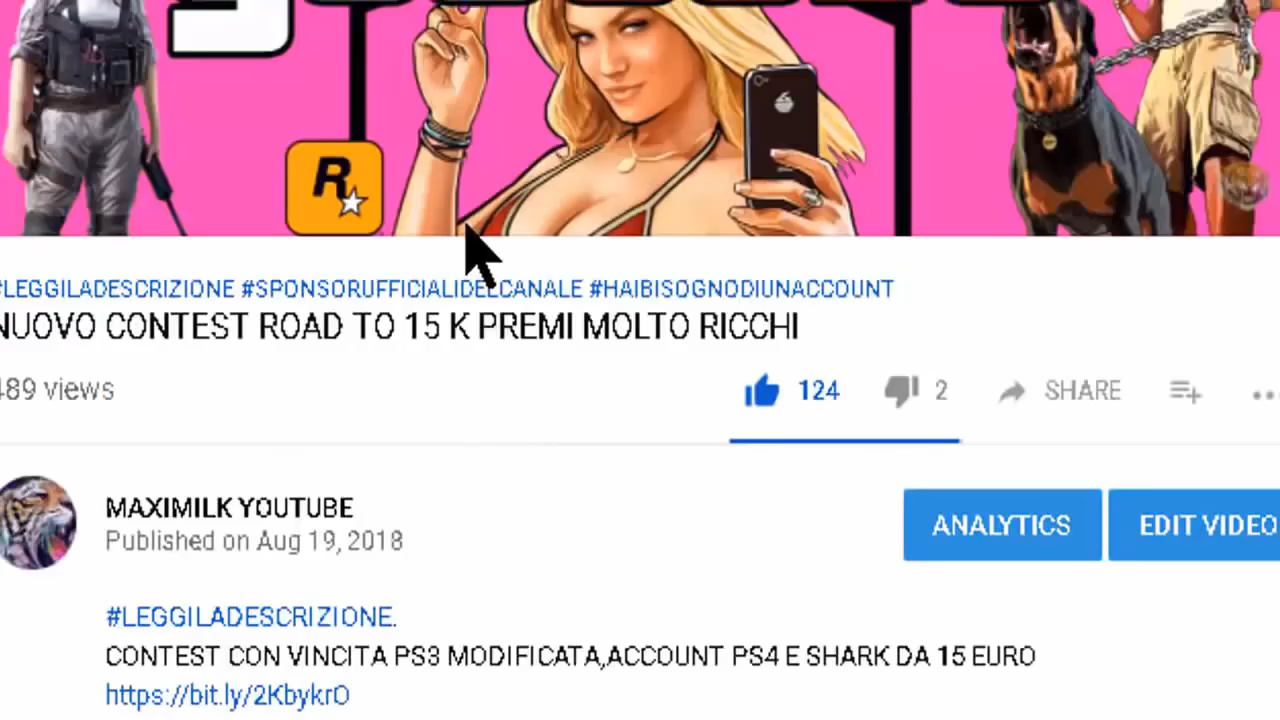 R
#LEGGILADESCRIZIONE #SPONSORUFFICIALIDELCANALE #HAIBISOGNODIUNACCOUNT
NUOVO CONTEST ROAD TO 15 K PREMI MOLTO RICCHI
489 views
124 2 SHARE
MAXIMILK YOUTUBE
Published on Aug 19, 2018
ANALYTICS EDIT VIDEO
#LEGGILADESCRIZIONE.
CONTEST CON VINCITA PS3 MODIFICATA,ACCOUNT PS4 E SHARK DA 15 EURO
https://bit.ly/2KbykrO